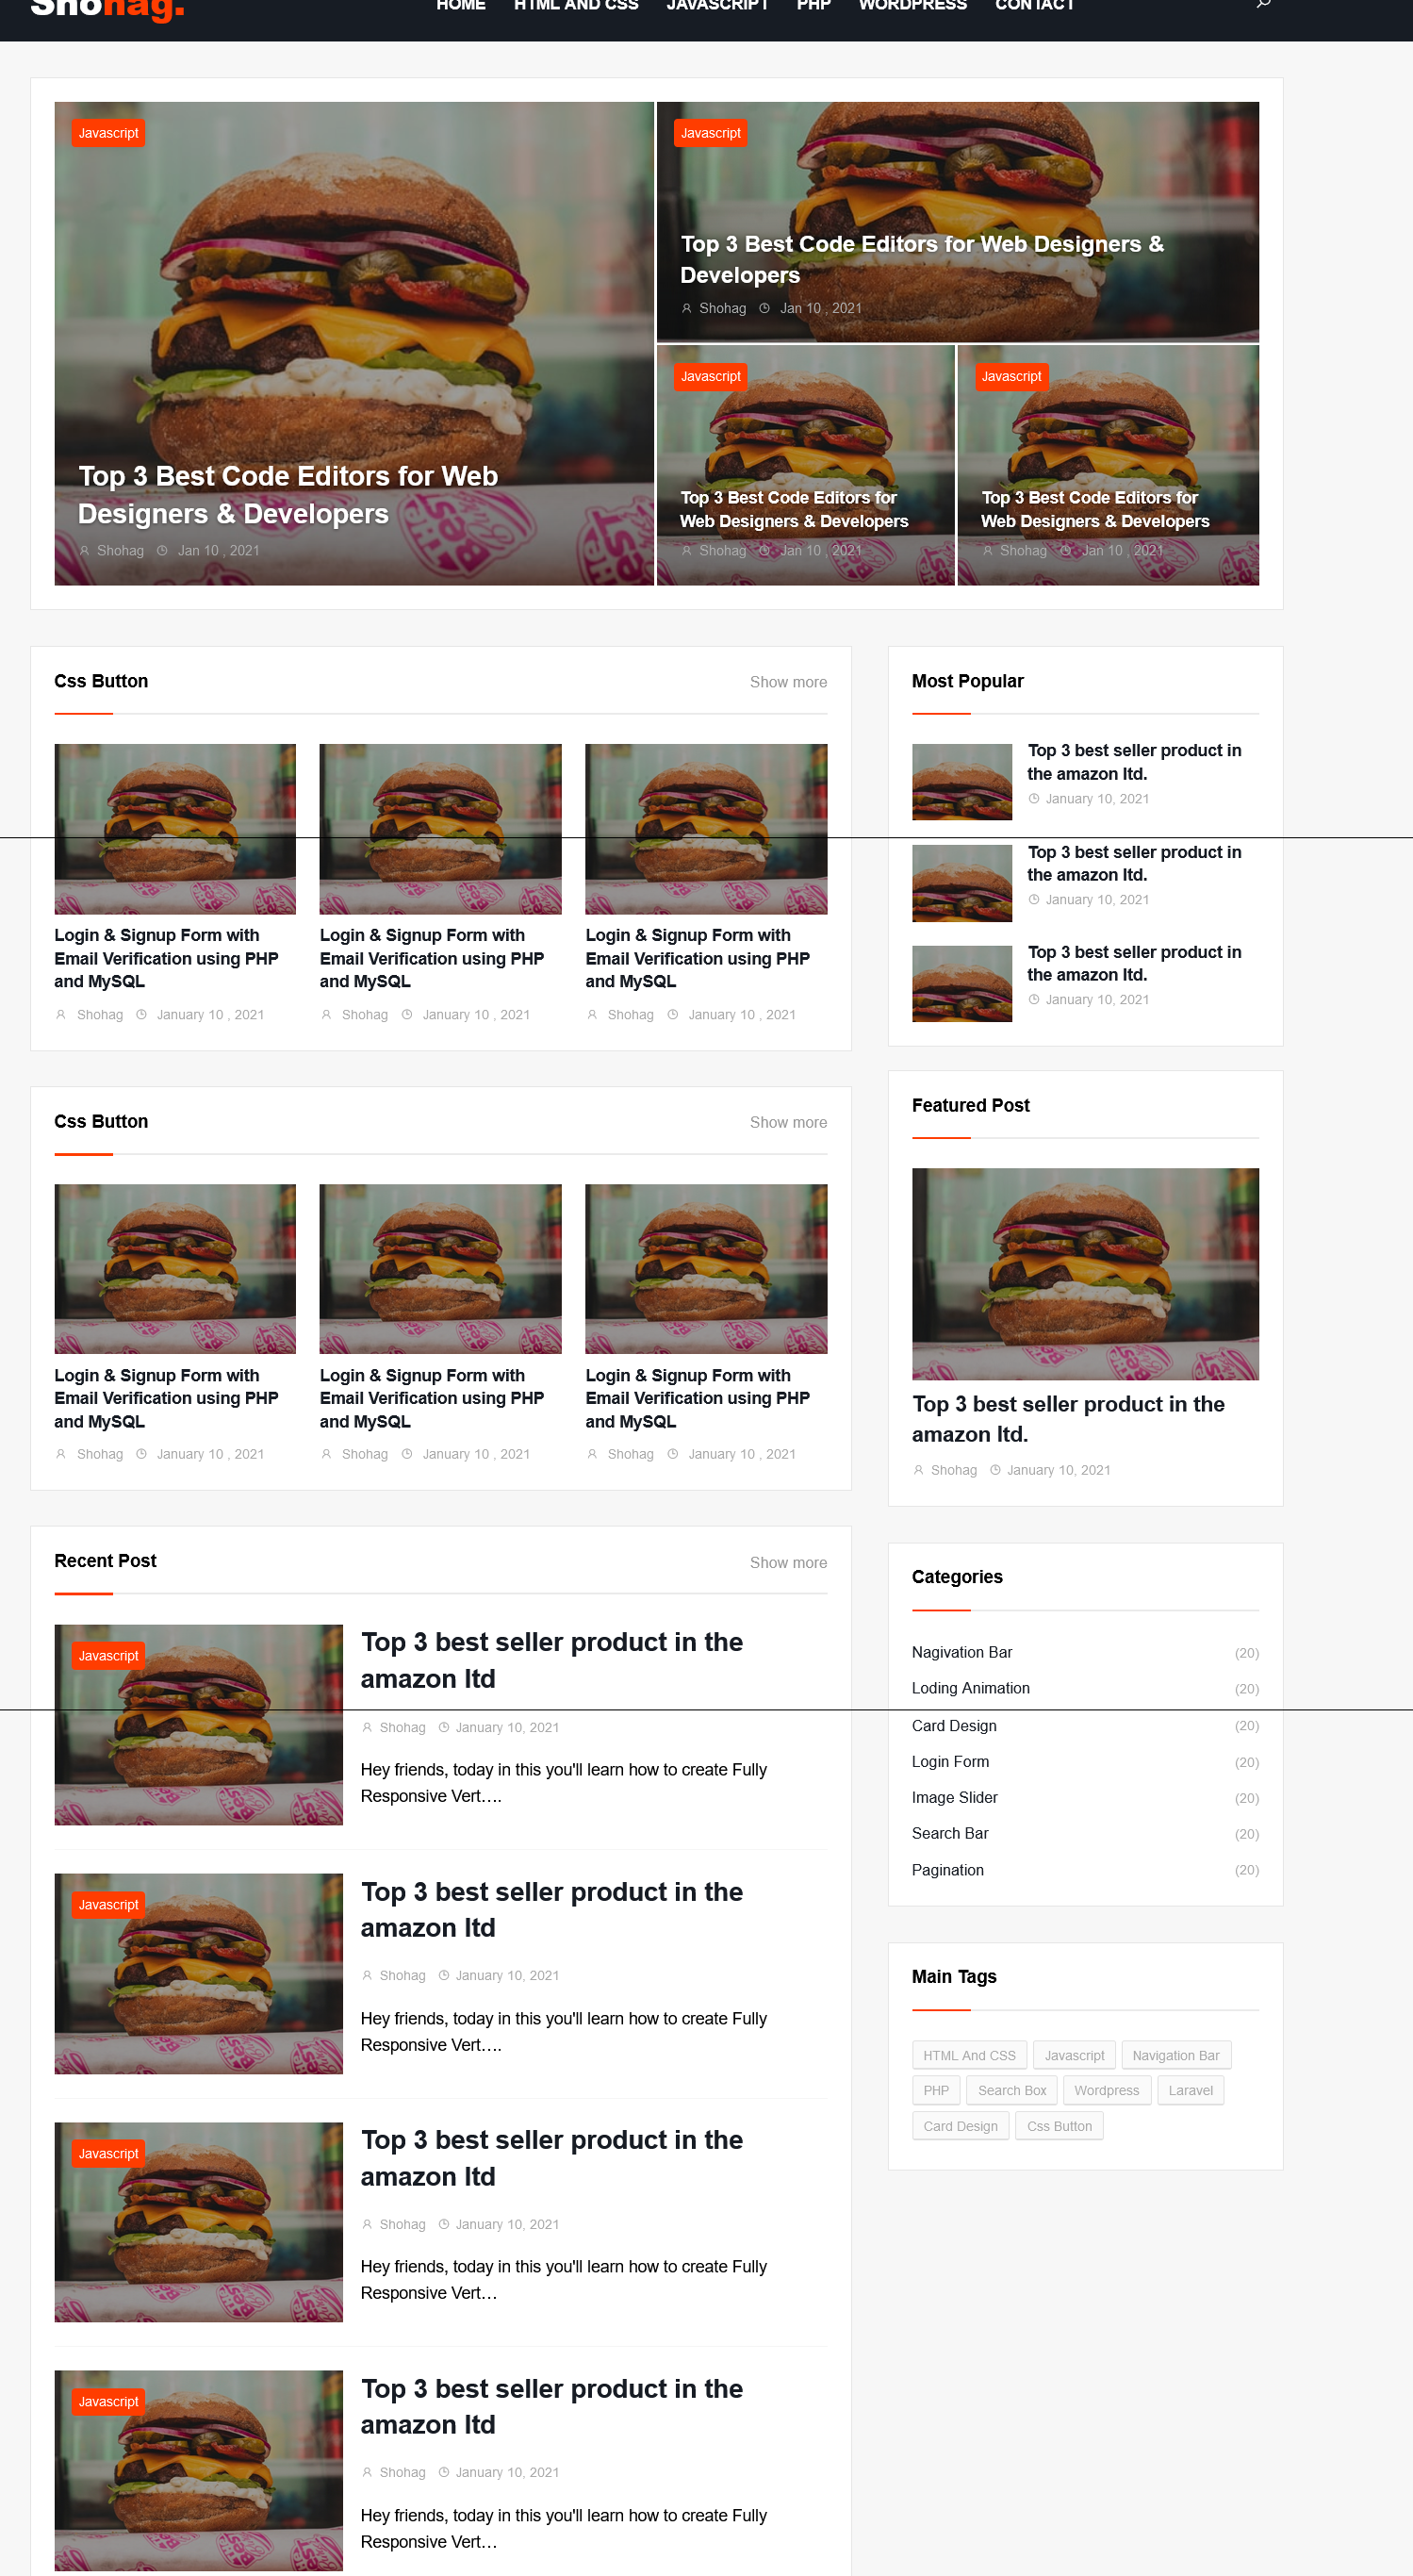 Shohag.
HOME HTML AND CSS JAVASCRIPT PHP WORDPRESS CONTACT
Javascript
Top 3 Best Code Editors for Web
Designers & Developers
Shohag Jan 10 , 2021
Javascript
Top 3 Best Code Editors for Web Designers &
Developers
Shohag Jan 10 , 2021
Javascript
Top 3 Best Code Editors for
Web Designers & Developers
Shohag Jan 10 , 2021
Javascript
Top 3 Best Code Editors for
Web Designers & Developers
Shohag Jan 10 , 2021
Css Button
Show more
Login & Signup Form with
Email Verification using PHP
and MySQL
Shohag January 10 , 2021
Login & Signup Form with
Email Verification using PHP
and MySQL
Shohag January 10 , 2021
Login & Signup Form with
Email Verification using PHP
and MySQL
Shohag January 10 , 2021
Css Button
Show more
Login & Signup Form with
Email Verification using PHP
and MySQL
Shohag January 10 , 2021
Login & Signup Form with
Email Verification using PHP
and MySQL
Shohag January 10 , 2021
Login & Signup Form with
Email Verification using PHP
and MySQL
Shohag January 10 , 2021
Recent Post
Show more
Javascript
Top 3 best seller product in the
amazon ltd
Shohag January 10, 2021
Hey friends, today in this you'll learn how to create Fully
Responsive Vert….
Javascript
Top 3 best seller product in the
amazon ltd
Shohag January 10, 2021
Hey friends, today in this you'll learn how to create Fully
Responsive Vert….
Javascript
Top 3 best seller product in the
amazon ltd
Shohag January 10, 2021
Hey friends, today in this you'll learn how to create Fully
Responsive Vert…
Javascript
Top 3 best seller product in the
amazon ltd
Shohag January 10, 2021
Hey friends, today in this you'll learn how to create Fully
Responsive Vert…
Most Popular
Top 3 best seller product in
the amazon ltd.
January 10, 2021
Top 3 best seller product in
the amazon ltd.
January 10, 2021
Top 3 best seller product in
the amazon ltd.
January 10, 2021
Featured Post
Top 3 best seller product in the
amazon ltd.
Shohag January 10, 2021
Categories
Nagivation Bar (20)
Loding Animation (20)
Card Design (20)
Login Form (20)
Image Slider (20)
Search Bar (20)
Pagination (20)
Main Tags
HTML And CSS Javascript Navigation Bar
PHP Search Box Wordpress Laravel
Card Design Css Button